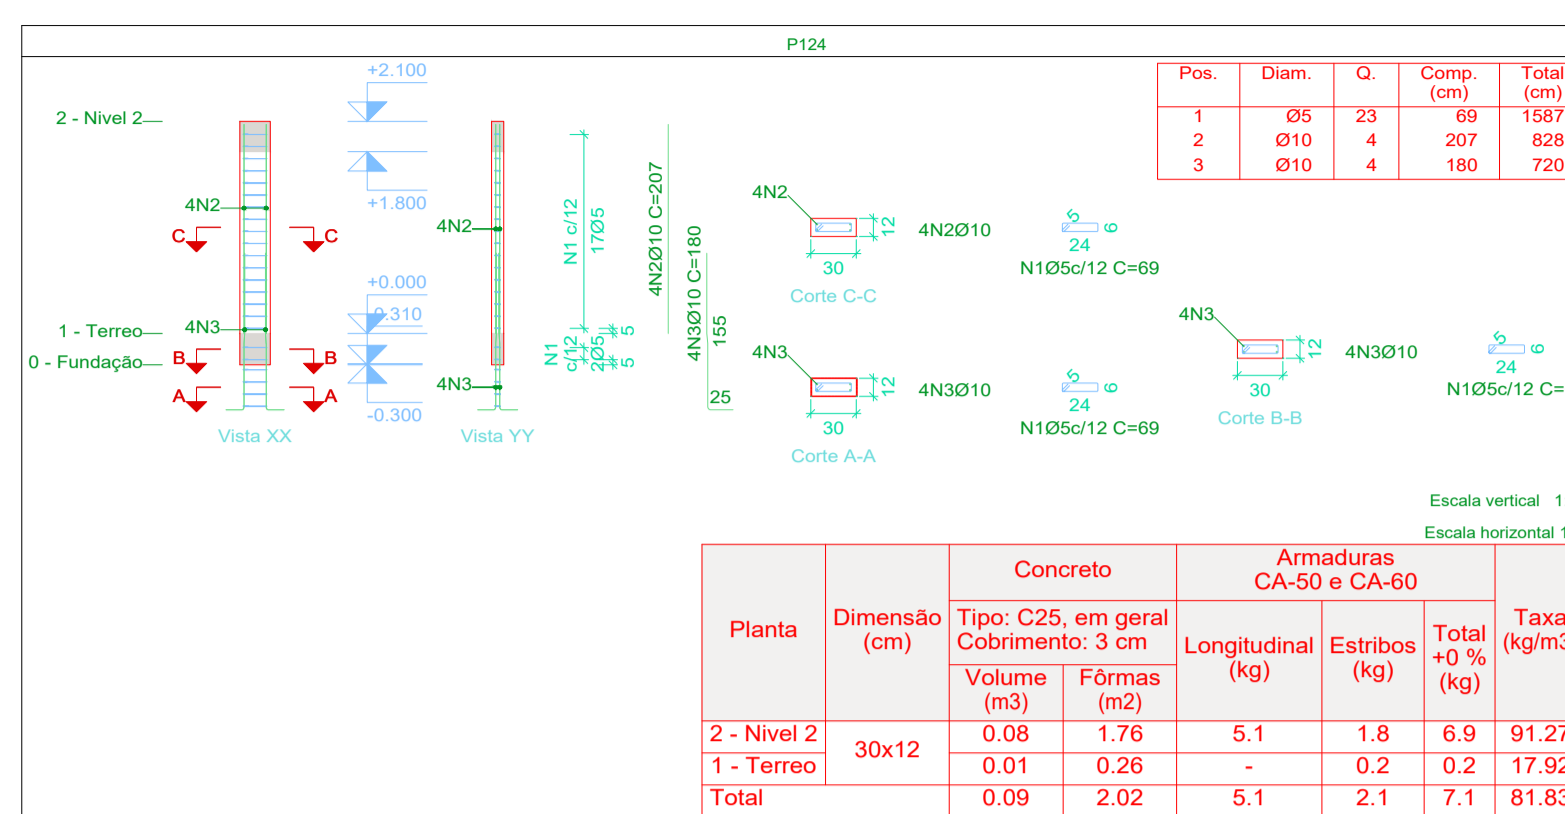 P124
Pos. Diam. Q. Comp. (cm) Total (cm)
1 Ø5 23 69 1587
2 Ø10 4 207 828
3 Ø10 4 180 720
2 - Nivel 2
1 - Terreo
0 - Fundação
4N2
C C
4N3
B B
A A
Vista XX
+2.100
+1.800
+0.000
-0.300
4N2
4N3
Vista YY
N1 c/12
17Ø5
N1
c/12
2Ø5
5
5
4N2Ø10 C=207
4N3Ø10 C=180
155
25
4N2
12
30
Corte C-C
4N2Ø10
5
6
24
N1Ø5c/12 C=69
4N3
12
30
Corte A-A
4N3Ø10
5
6
24
N1Ø5c/12 C=69
4N3
12
30
Corte B-B
4N3Ø10
5
6
24
N1Ø5c/12 C=
Escala vertical 1
Escala horizontal 1
Planta
Dimensão
(cm)
Concreto
Tipo: C25, em geral
Cobrimento: 3 cm
Volume
(m3)
Fôrmas
(m2)
Armaduras
CA-50 e CA-60
Longitudinal
(kg)
Estribos
(kg)
Total
+0 %
(kg)
Taxa
(kg/m3
2 - Nivel 2 30x12 0.08 1.76 5.1 1.8 6.9 91.27
1 - Terreo 0.01 0.26 - 0.2 0.2 17.92
Total 0.09 2.02 5.1 2.1 7.1 81.83